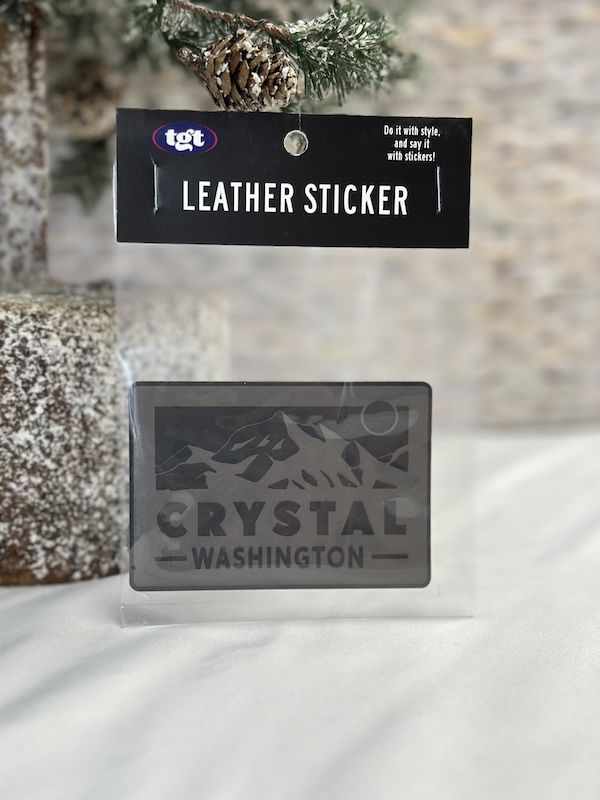 tgt
Do it with style,
and say it
with stickers!
LEATHER STICKER
CRYSTAL
WASHINGTON